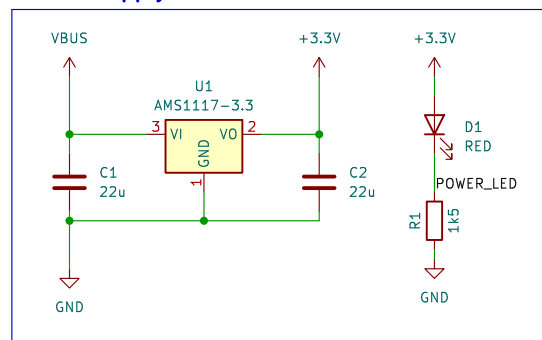 VBUS
+3.3V
+3.3V
U1
AMS1117-3.3
3 VI VO 2
GND
1
C1
22u
C2
22u
D1
RED
POWER_LED
R1
1k5
GND
GND